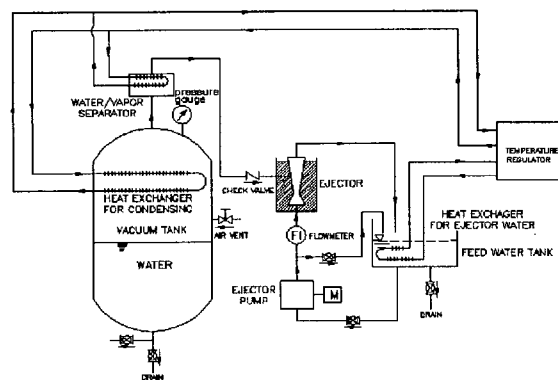 pressure
gauge
WATER/VAPOR
SEPARATOR
TEMPERATURE
REGULATOR
CHECK VALVE
EJECTOR
HEAT EXCHANGER
FOR CONDENSING
VACUUM TANK
AIR VENT
FI
FLOWMETER
HEAT EXCHAGER
FOR EJECTOR WATER
FEED WATER TANK
WATER
EJECTOR
PUMP
M
DRAIN
DRAIN